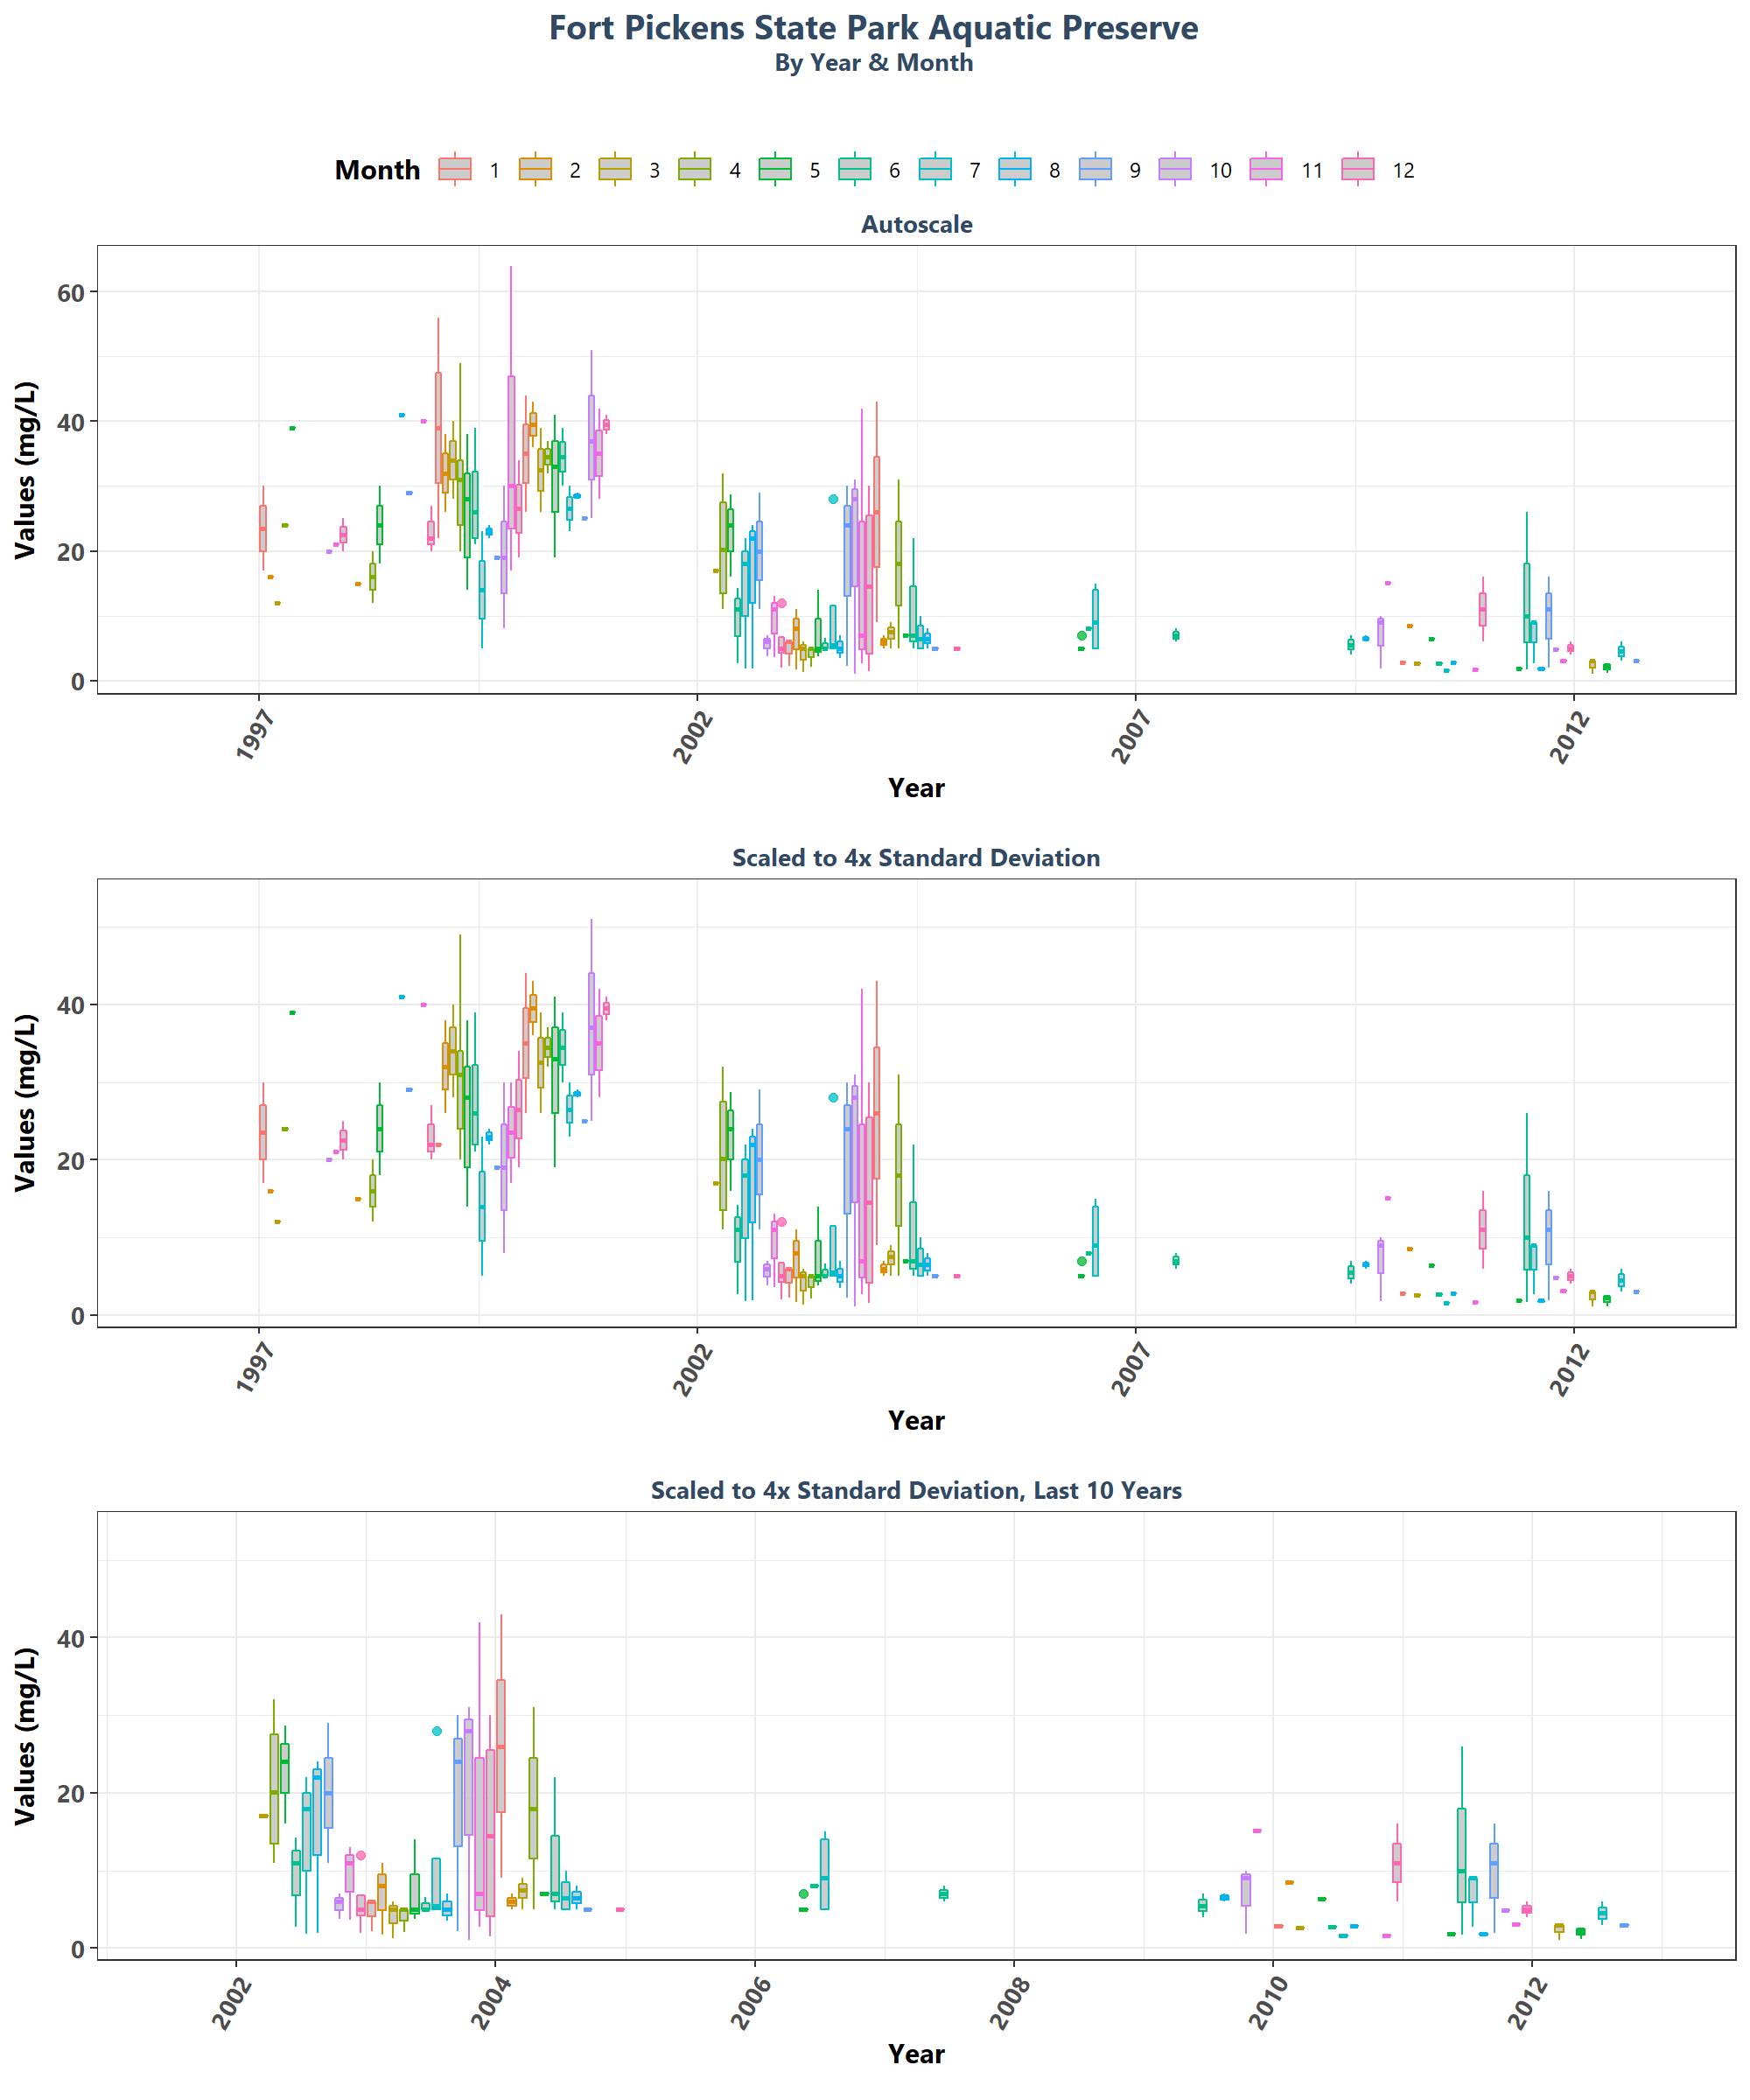 Fort Pickens State Park Aquatic Preserve
By Year & Month
Month 1 2 3 4 5 6 7 8 9 10 11 12
Autoscale
Values (mg/L)
60
40
20
0
1997 2002 2007 2012
Year
Scaled to 4x Standard Deviation
Values (mg/L)
40
20
0
1997 2002 2007 2012
Year
Scaled to 4x Standard Deviation, Last 10 Years
Values (mg/L)
40
20
0
2002 2004 2006 2008 2010 2012
Year